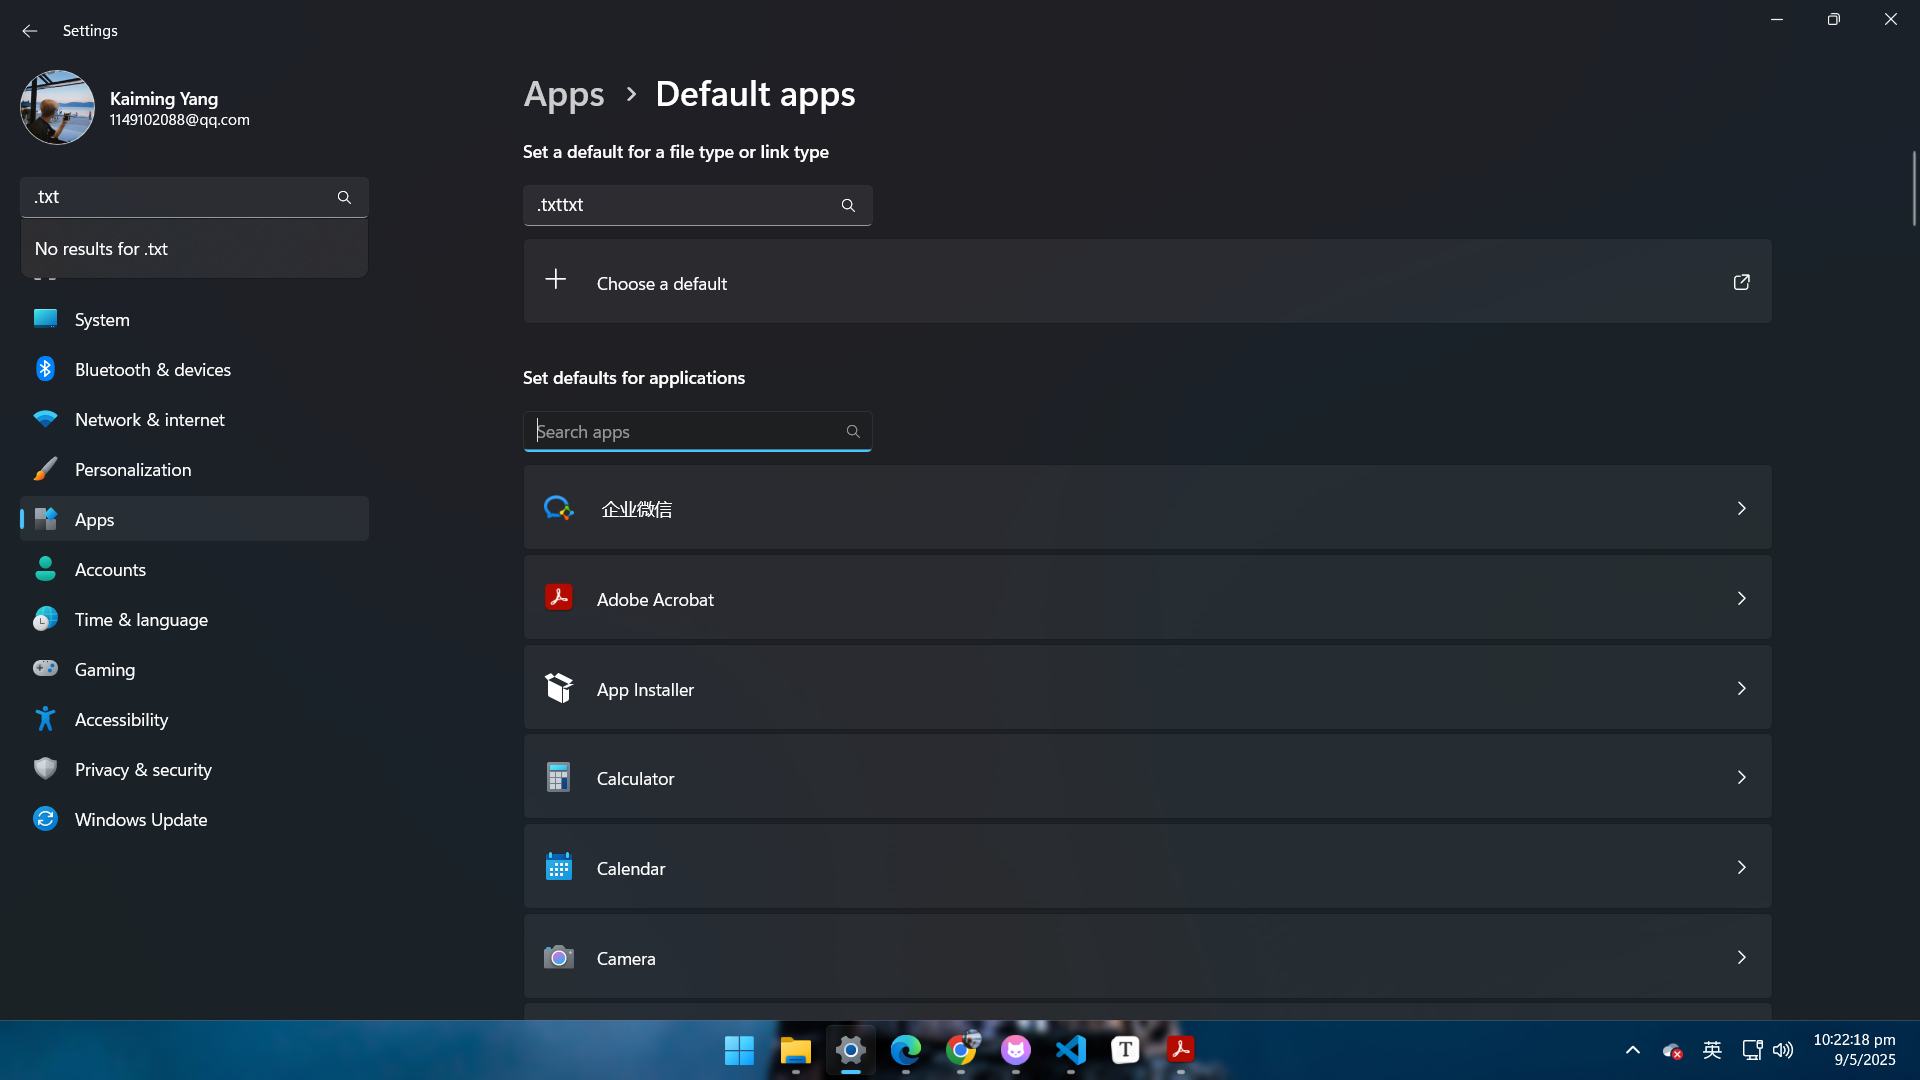 Settings
Kaiming Yang
1149102088@qq.com
.txt
No results for .txt
System
Bluetooth & devices
Network & internet
Personalization
Apps
Accounts
Time & language
Gaming
Accessibility
Privacy & security
Windows Update
Apps > Default apps
Set a default for a file type or link type
.txttxt
Choose a default
Set defaults for applications
Search apps
企业微信
Adobe Acrobat
App Installer
Calculator
Calendar
Camera
T
英
10:22:18 pm
9/5/2025